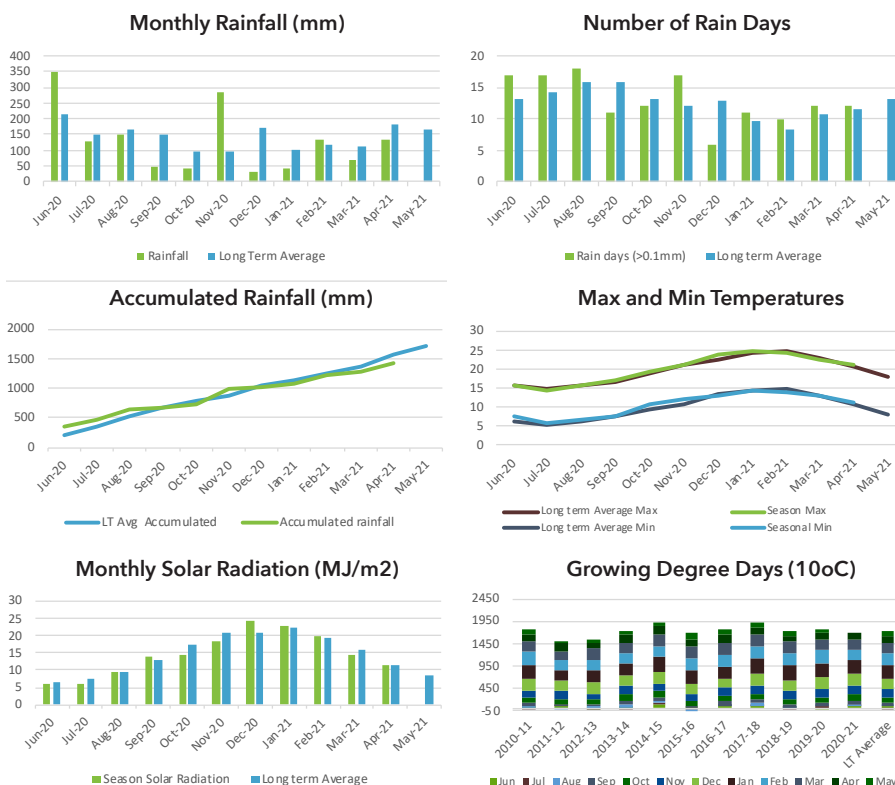 Monthly Rainfall (mm)
400
350
300
250
200
150
100
50
0
Jun-20
Jul-20
Aug-20
Sep-20
Oct-20
Nov-20
Dec-20
Jan-21
Feb-21
Mar-21
Apr-21
May-21
Rainfall
Long Term Average
Number of Rain Days
20
15
10
5
0
Jun-20
Jul-20
Aug-20
Sep-20
Oct-20
Nov-20
Dec-20
Jan-21
Feb-21
Mar-21
Apr-21
May-21
Rain days (>0.1mm)
Long term Average
Accumulated Rainfall (mm)
2000
1500
1000
500
0
Jun-20
Jul-20
Aug-20
Sep-20
Oct-20
Nov-20
Dec-20
Jan-21
Feb-21
Mar-21
Apr-21
May-21
LT Avg Accumulated
Accumulated rainfall
Max and Min Temperatures
30
25
20
15
10
5
0
Jun-20
Jul-20
Aug-20
Sep-20
Oct-20
Nov-20
Dec-20
Jan-21
Feb-21
Mar-21
Apr-21
May-21
Long term Average Max
Season Max
Long term Average Min
Seasonal Min
Monthly Solar Radiation (MJ/m2)
30
25
20
15
10
5
0
Jun-20
Jul-20
Aug-20
Sep-20
Oct-20
Nov-20
Dec-20
Jan-21
Feb-21
Mar-21
Apr-21
May-21
Season Solar Radiation
Long term Average
Growing Degree Days (10oC)
2450
1950
1450
950
450
-50
2010-11
2011-12
2012-13
2013-14
2014-15
2015-16
2016-17
2017-18
2018-19
2019-20
2020-21
LT Average
Jun
Jul
Aug
Sep
Oct
Nov
Dec
Jan
Feb
Mar
Apr
May